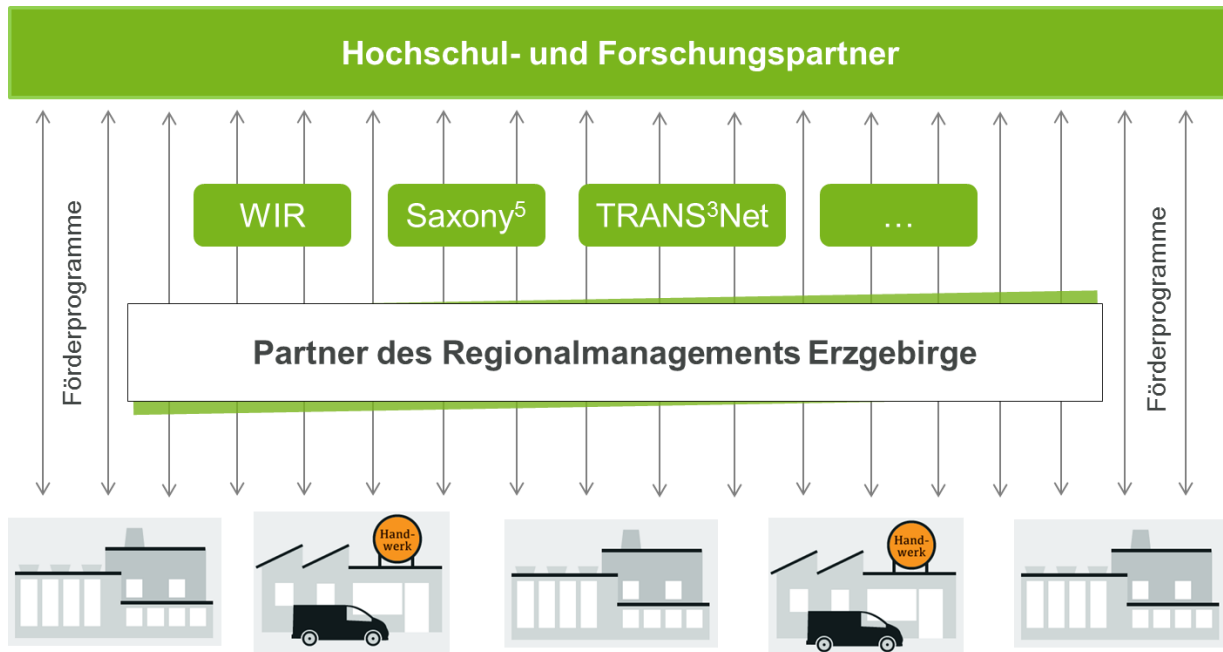 Hochschul- und Forschungspartner
Förderprogramme
WIR
Saxony⁵
TRANS³Net
...
Förderprogramme
Partner des Regionalmanagements Erzgebirge
Hand-
werk
Hand-
werk